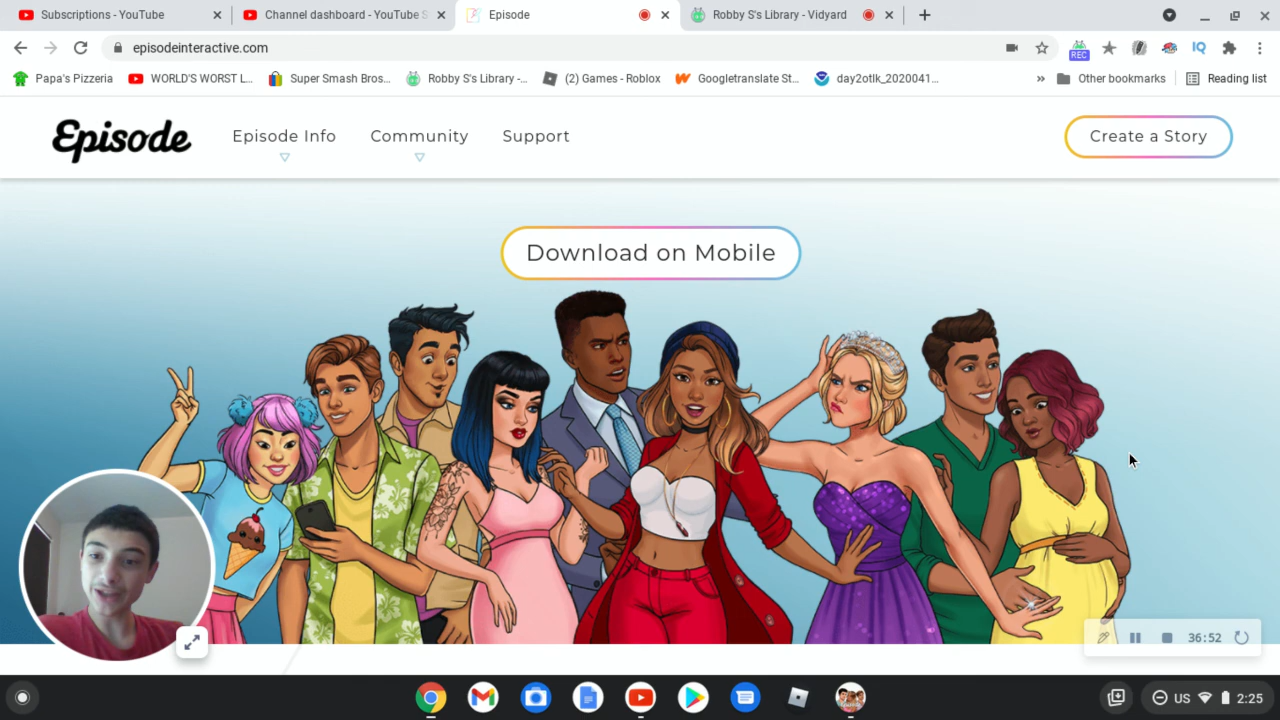 Subscriptions - YouTube
Channel dashboard - YouTube S
Episode
Robby S's Library - Vidyard
episodeinteractive.com
REC
IQ
Papa's Pizzeria
WORLD'S WORST L...
Super Smash Bros...
Robby S's Library -...
(2) Games - Roblox
Googletranslate St...
day2otlk_2020041...
»
Other bookmarks
Reading list
Episode
Episode Info
Community
Support
Create a Story
Download on Mobile
36:52
US
2:25